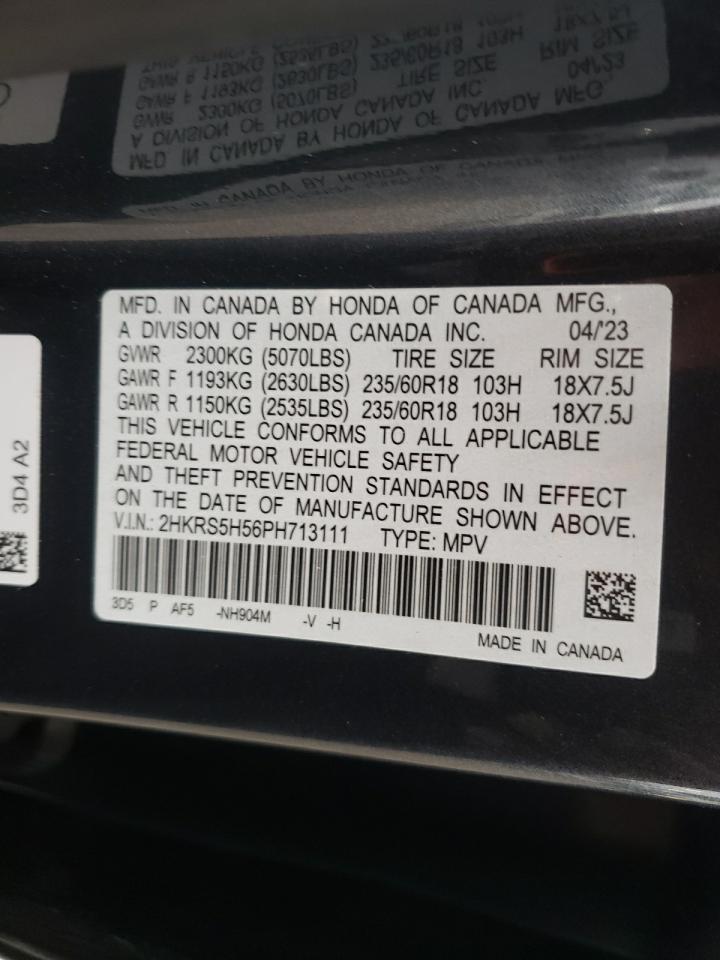 MFD. IN CANADA BY HONDA OF CANADA MFG.,
A DIVISION OF HONDA CANADA INC. 04/'23
GVWR 2300KG (5070LBS) TIRE SIZE RIM SIZE
GAWR F 1193KG (2630LBS) 235/60R18 103H 18X7.5J
GAWR R 1150KG (2535LBS) 235/60R18 103H 18X7.5J
THIS VEHICLE CONFORMS TO ALL APPLICABLE
FEDERAL MOTOR VEHICLE SAFETY
AND THEFT PREVENTION STANDARDS IN EFFECT
ON THE DATE OF MANUFACTURE SHOWN ABOVE.
V.I.N.: 2HKRS5H56PH713111 TYPE: MPV
3D5 P AF5 -NH904M -V -H
MADE IN CANADA
3D4 A2